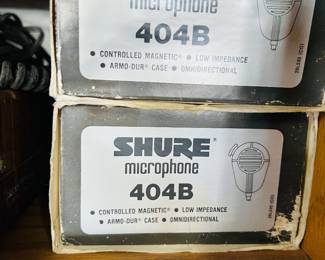 microphone
404B
● CONTROLLED MAGNETIC® ● LOW IMPEDANCE
● ARMO-DUR® CASE ● OMNIDIRECTIONAL
SHURE®
microphone
404B
● CONTROLLED MAGNETIC® ● LOW IMPEDANCE
● ARMO-DUR® CASE ● OMNIDIRECTIONAL